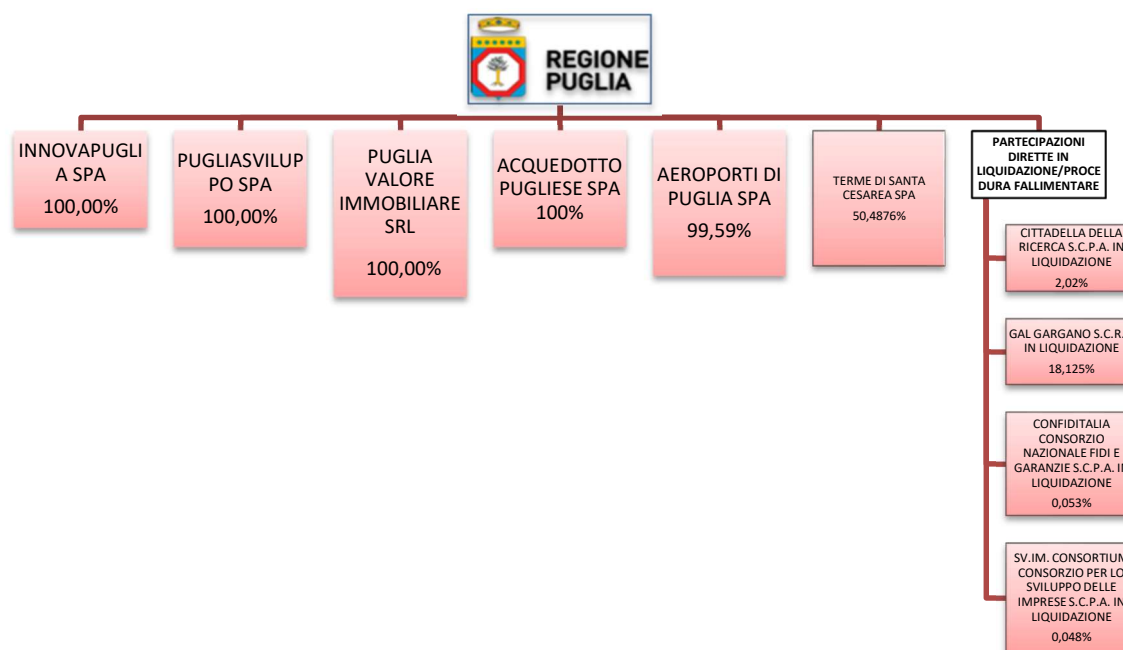 REGIONE
PUGLIA
INNOVAPUGLI
A SPA
100,00%
PUGLIASVILUP
PO SPA
100,00%
PUGLIA
VALORE
IMMOBILIARE
SRL
100,00%
ACQUEDOTTO
PUGLIESE SPA
100%
AEROPORTI DI
PUGLIA SPA
99,59%
TERME DI SANTA
CESAREA SPA
50,4876%
PARTECIPAZIONI
DIRETTE IN
LIQUIDAZIONE/PROCE
DURA FALLIMENTARE
CITTADELLA DELLA
RICERCA S.C.P.A. IN
LIQUIDAZIONE
2,02%
GAL GARGANO S.C.R.
IN LIQUIDAZIONE
18,125%
CONFIDITALIA
CONSORZIO
NAZIONALE FIDI E
GARANZIE S.C.P.A. IN
LIQUIDAZIONE
0,053%
SV.IM. CONSORTIUM
CONSORZIO PER LO
SVILUPPO DELLE
IMPRESE S.C.P.A. IN
LIQUIDAZIONE
0,048%